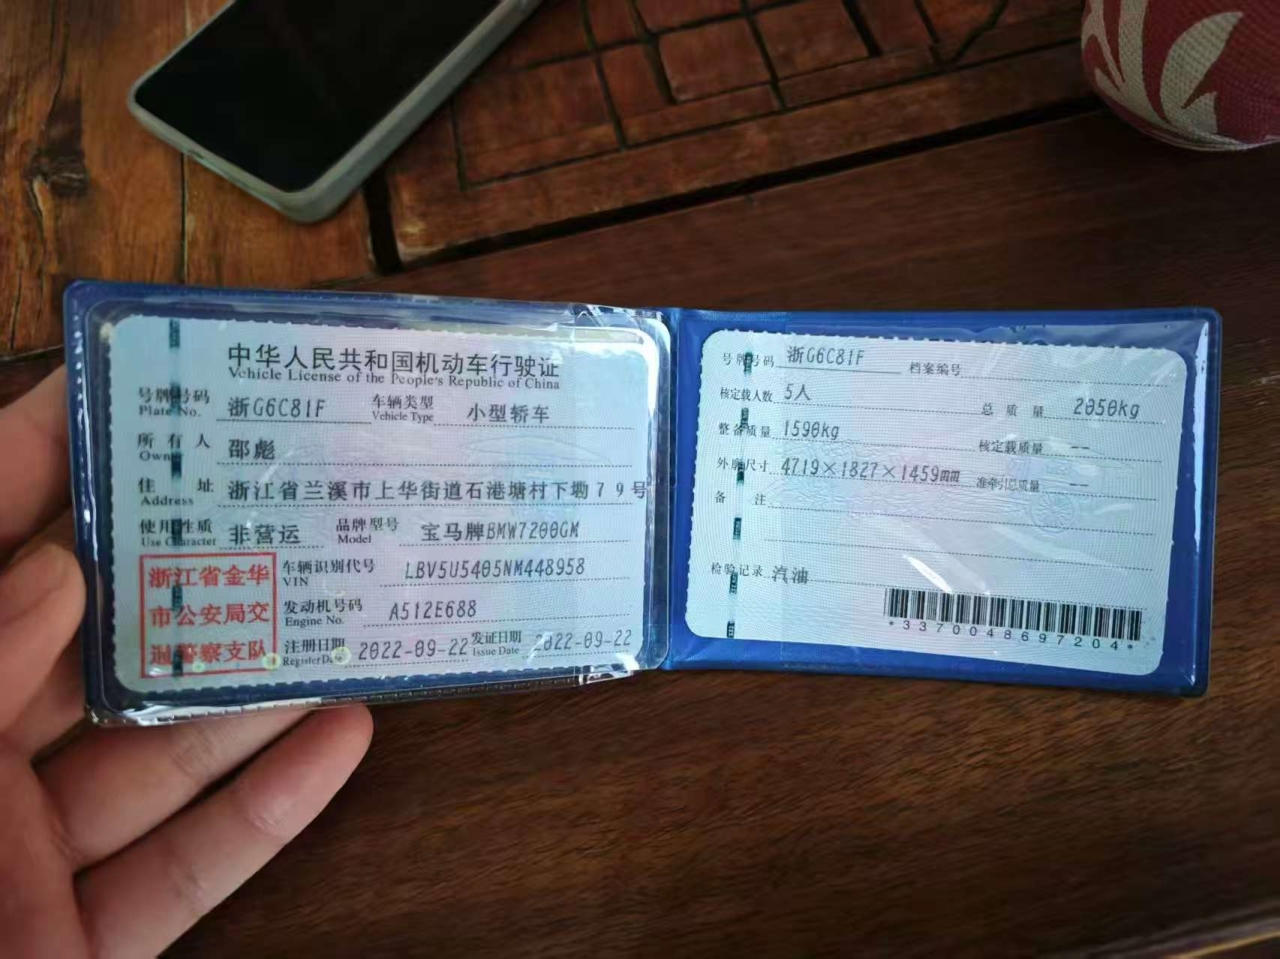 中华人民共和国机动车行驶证
Vehicle License of the People's Republic of China
号牌号码 浙G6C81F 车辆类型 小型轿车
Plate No. Vehicle Type
所有人 邵彪
Owner
住址 浙江省兰溪市上华街道石港塘村下坳79号
Address
使用性质 非营运 品牌型号 宝马牌BMW7200GM
Use Character Model
浙江省金华
市公安局交
通警察支队
车辆识别代号 LBV5U5405NM448958
VIN
发动机号码 A512E688
Engine No.
注册日期 2022-09-22 发证日期 2022-09-22
Register Date Issue Date
号牌号码 浙G6C81F 档案编号
核定载人数 5人 总质量 2050kg
整备质量 1590kg 核定载质量 --
外廓尺寸 4719×1827×1459mm 准牵引总质量 --
备注
检验记录 汽油
*3370048697204*